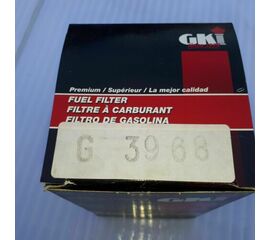 GKI
Premium / Supérieur / La mejor calidad
FUEL FILTER
FILTRE À CARBURANT
FILTRO DE GASOLINA
G 3968